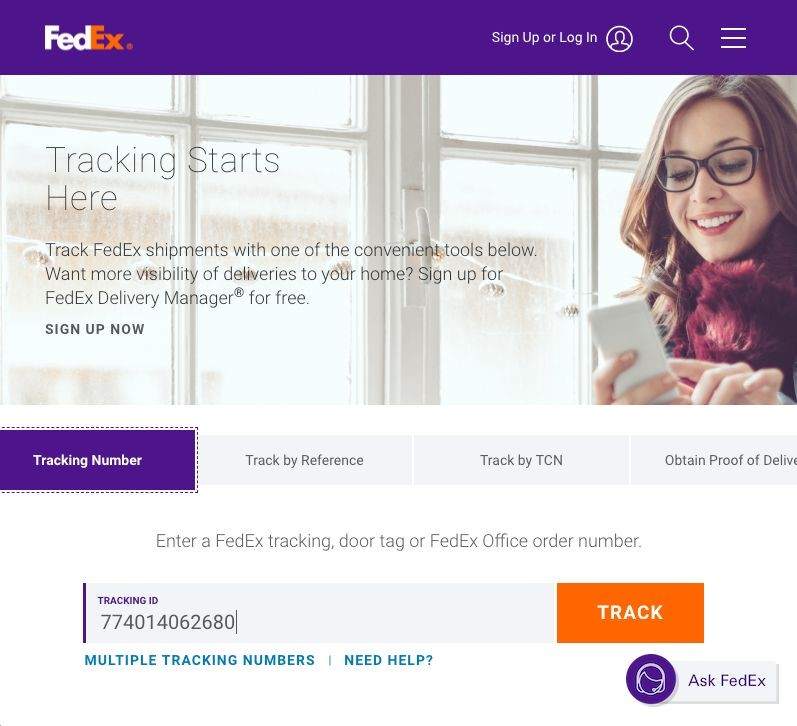 FedEx®
Sign Up or Log In
Tracking Starts
Here
Track FedEx shipments with one of the convenient tools below.
Want more visibility of deliveries to your home? Sign up for
FedEx Delivery Manager® for free.
SIGN UP NOW
Tracking Number
Track by Reference
Track by TCN
Obtain Proof of Delive
Enter a FedEx tracking, door tag or FedEx Office order number.
TRACKING ID
774014062680
TRACK
MULTIPLE TRACKING NUMBERS | NEED HELP?
Ask FedEx